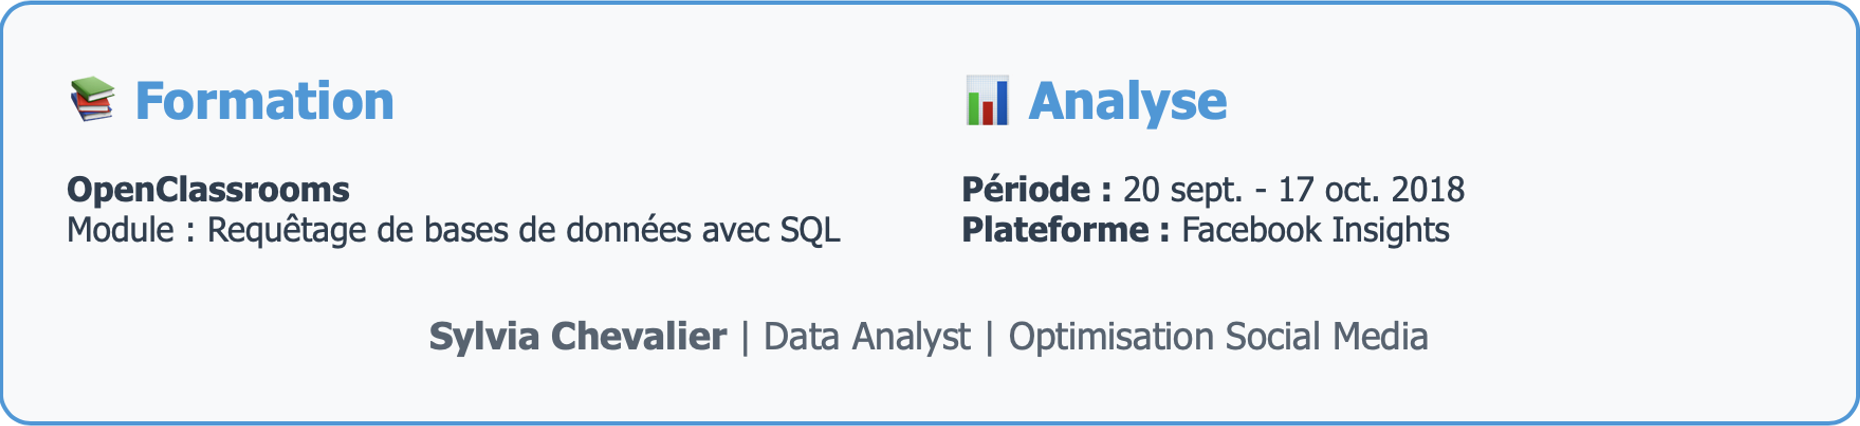 Formation
OpenClassrooms
Module : Requêtage de bases de données avec SQL
Analyse
Période : 20 sept. - 17 oct. 2018
Plateforme : Facebook Insights
Sylvia Chevalier | Data Analyst | Optimisation Social Media